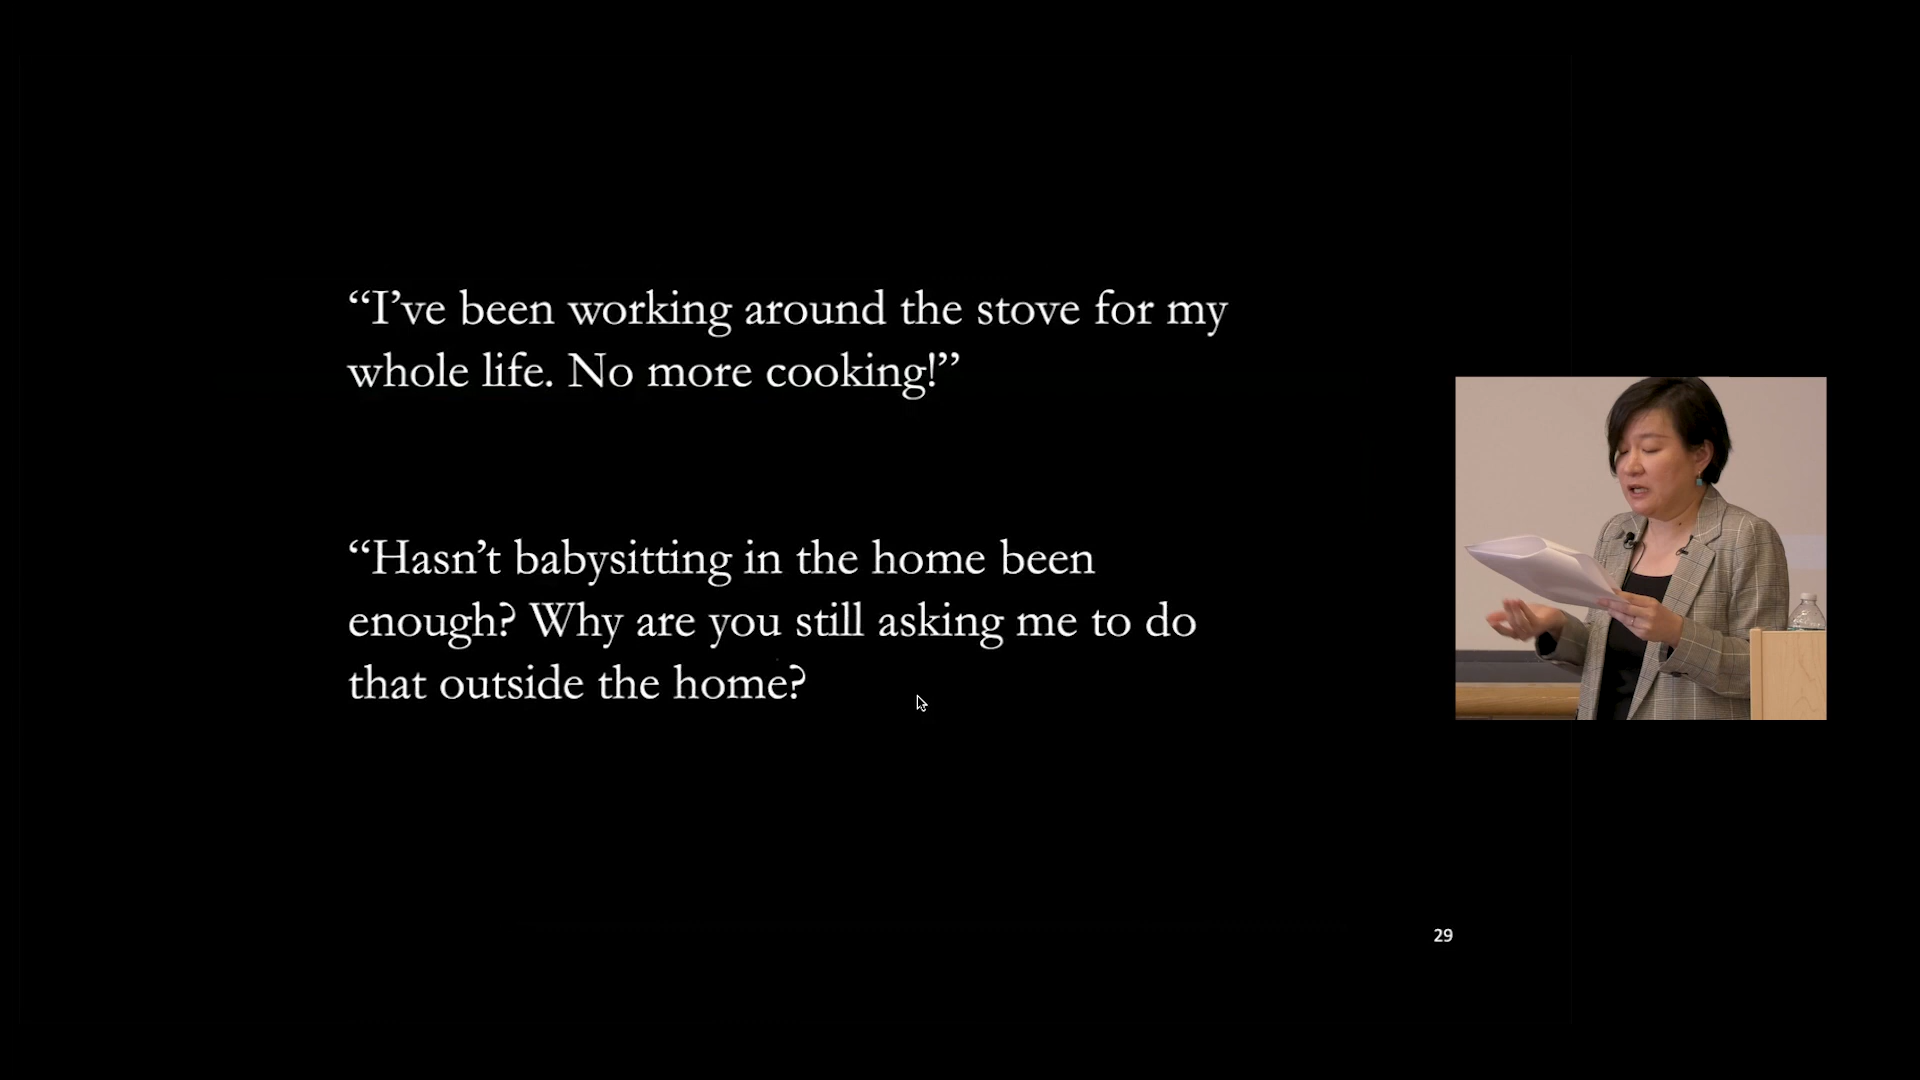 “I’ve been working around the stove for my
whole life. No more cooking!”
“Hasn’t babysitting in the home been
enough? Why are you still asking me to do
that outside the home?
29